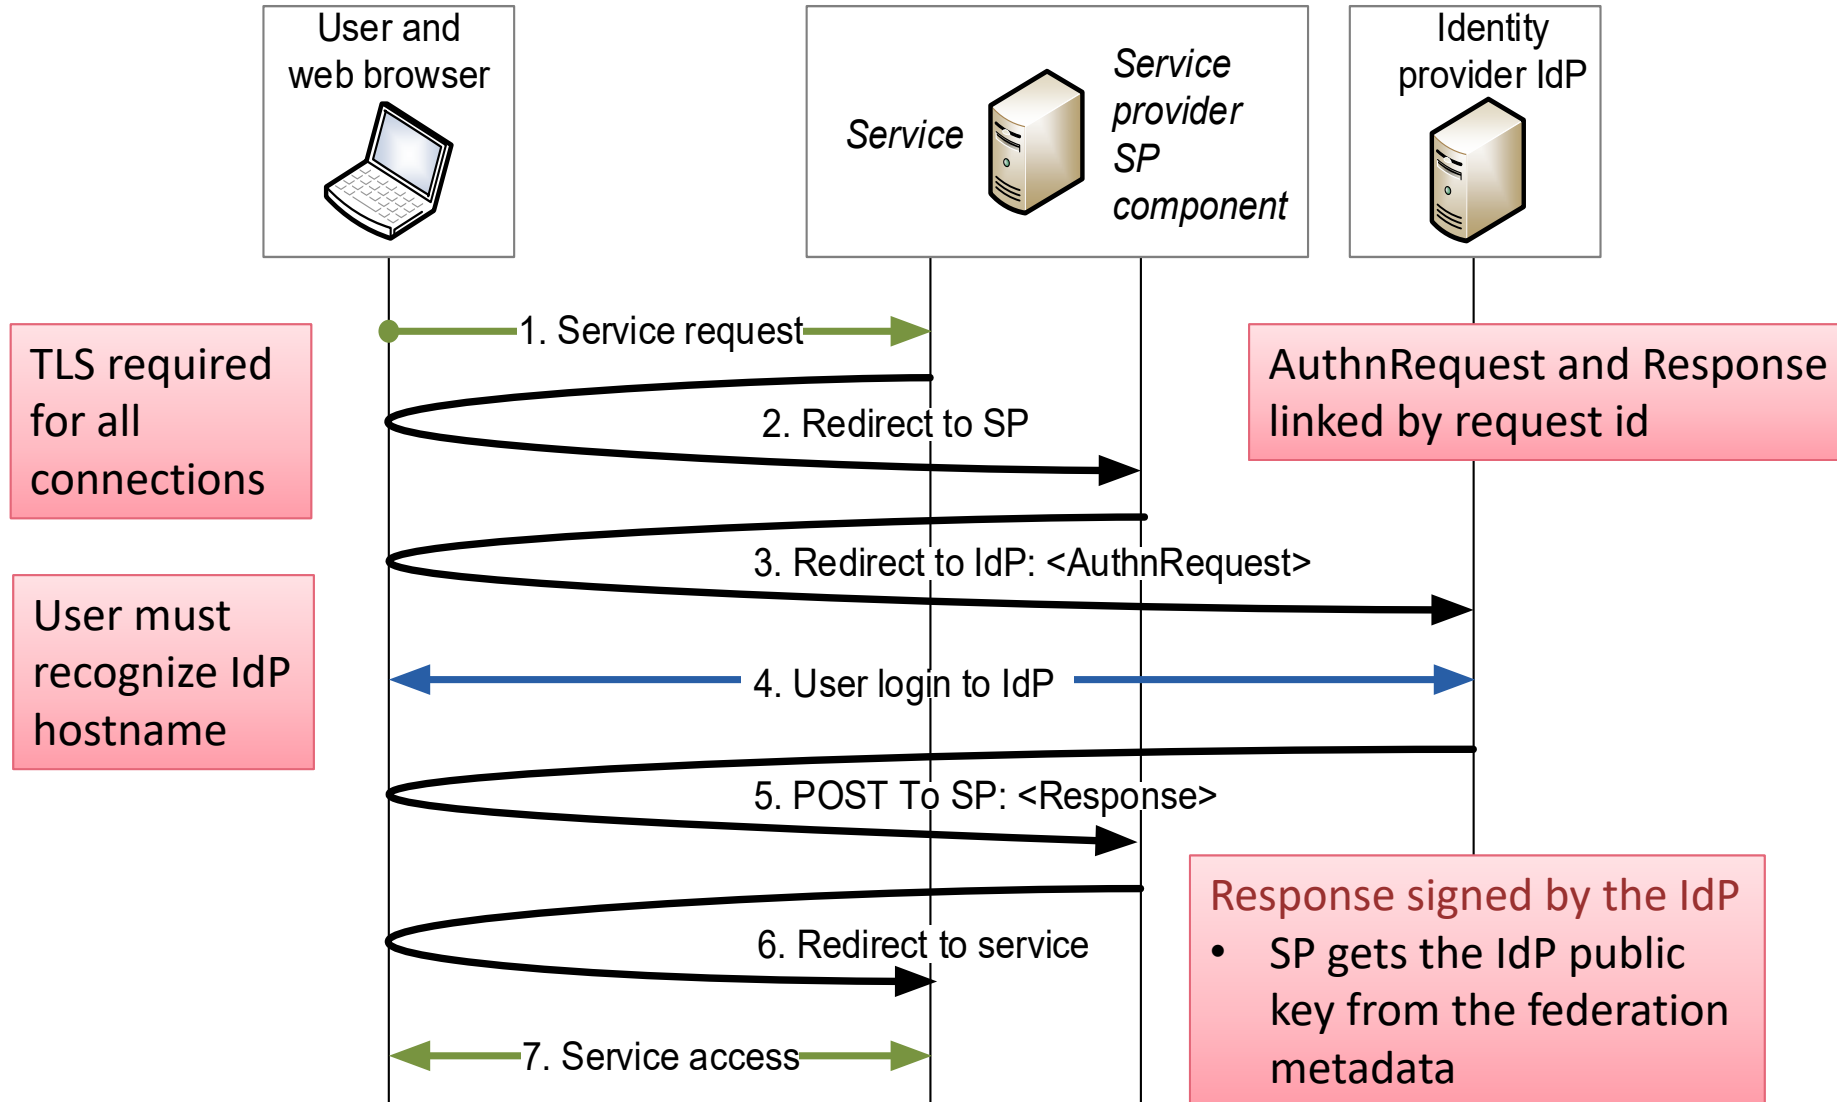 User and
web browser
Service
Service
provider
SP
component
Identity
provider IdP
1. Service request
TLS required
for all
connections
AuthnRequest and Response
linked by request id
2. Redirect to SP
3. Redirect to IdP: <AuthnRequest>
User must
recognize IdP
hostname
4. User login to IdP
5. POST To SP: <Response>
Response signed by the IdP
• SP gets the IdP public
key from the federation
metadata
6. Redirect to service
7. Service access